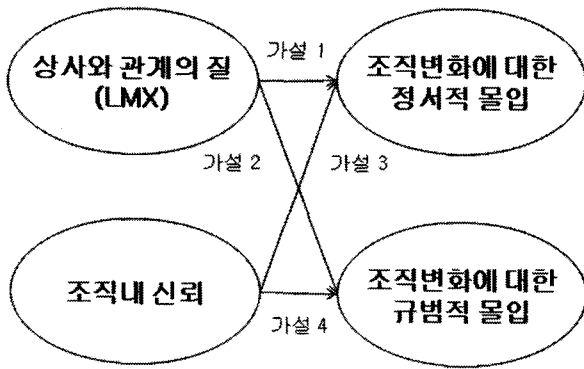 상사와 관계의 질
(LMX)
가설 1
조직변화에 대한
정서적 몰입
가설 2
가설 3
조직내 신뢰
가설 4
조직변화에 대한
규범적 몰입